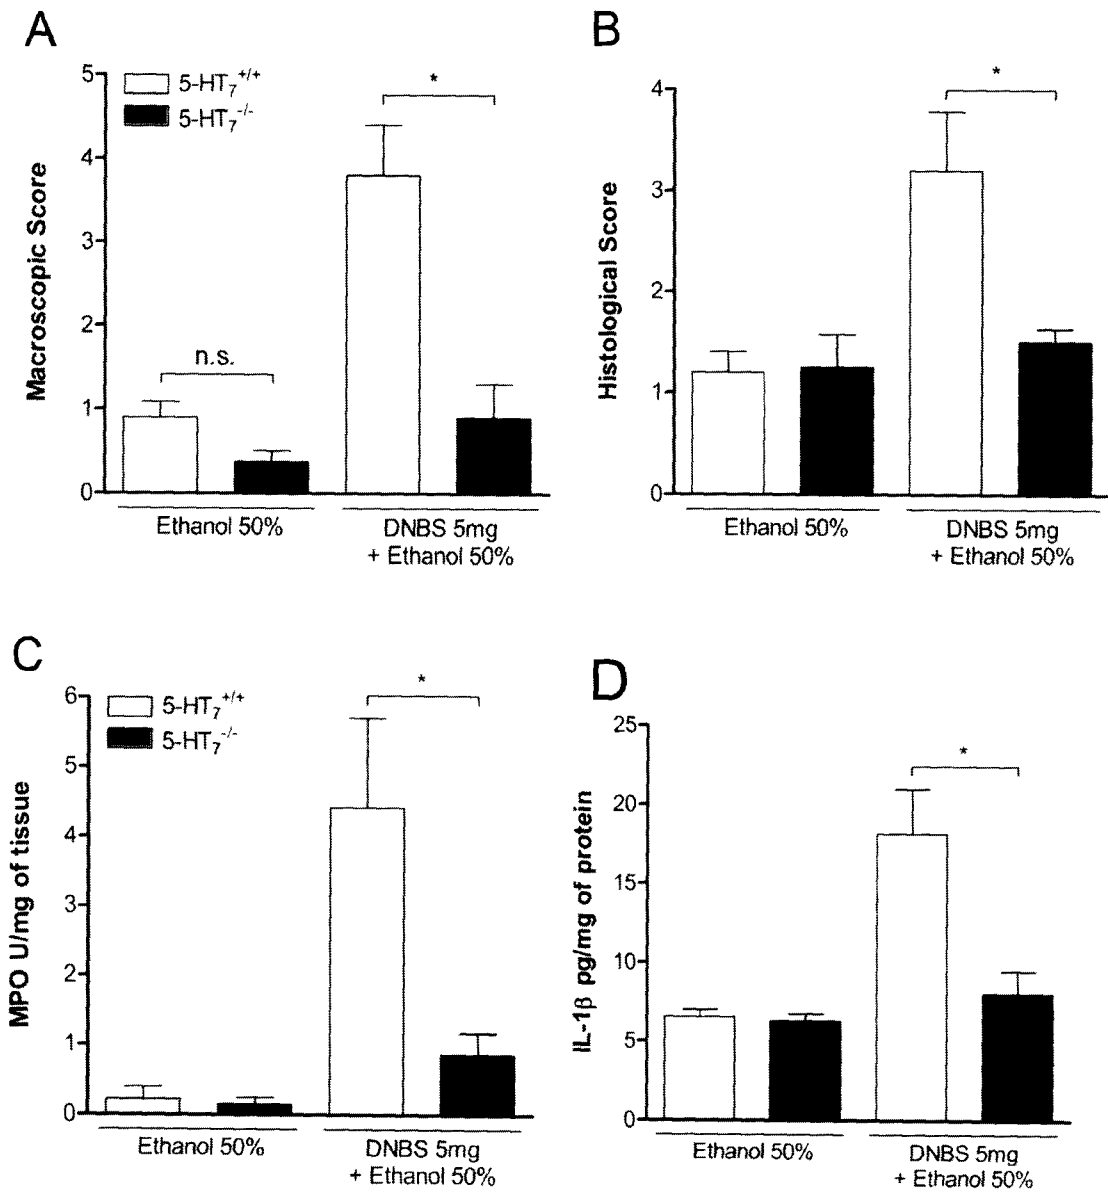 A
Macroscopic Score
5
4
3
2
1
0
5-HT7+/+
5-HT7-/-
n.s.
*
Ethanol 50%
DNBS 5mg
+ Ethanol 50%
B
Histological Score
4
3
2
1
0
*
Ethanol 50%
DNBS 5mg
+ Ethanol 50%
C
MPO U/mg of tissue
6
5
4
3
2
1
0
5-HT7+/+
5-HT7-/-
*
Ethanol 50%
DNBS 5mg
+ Ethanol 50%
D
IL-1β pg/mg of protein
25
20
15
10
5
0
*
Ethanol 50%
DNBS 5mg
+ Ethanol 50%